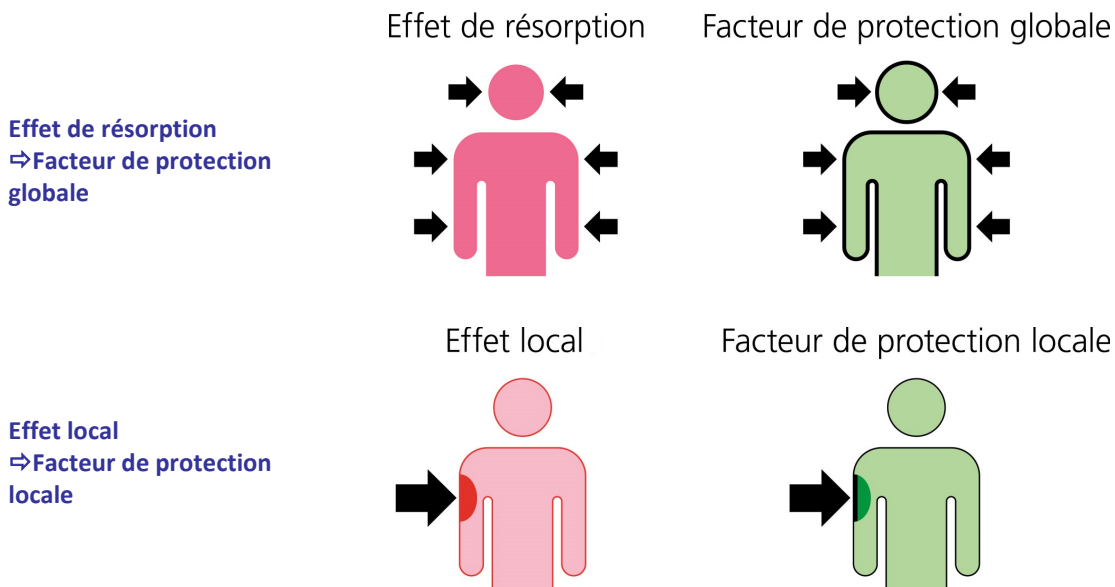 Effet de résorption
Facteur de protection globale
Effet de résorption
⇨Facteur de protection
globale
Effet local
Facteur de protection locale
Effet local
⇨Facteur de protection
locale